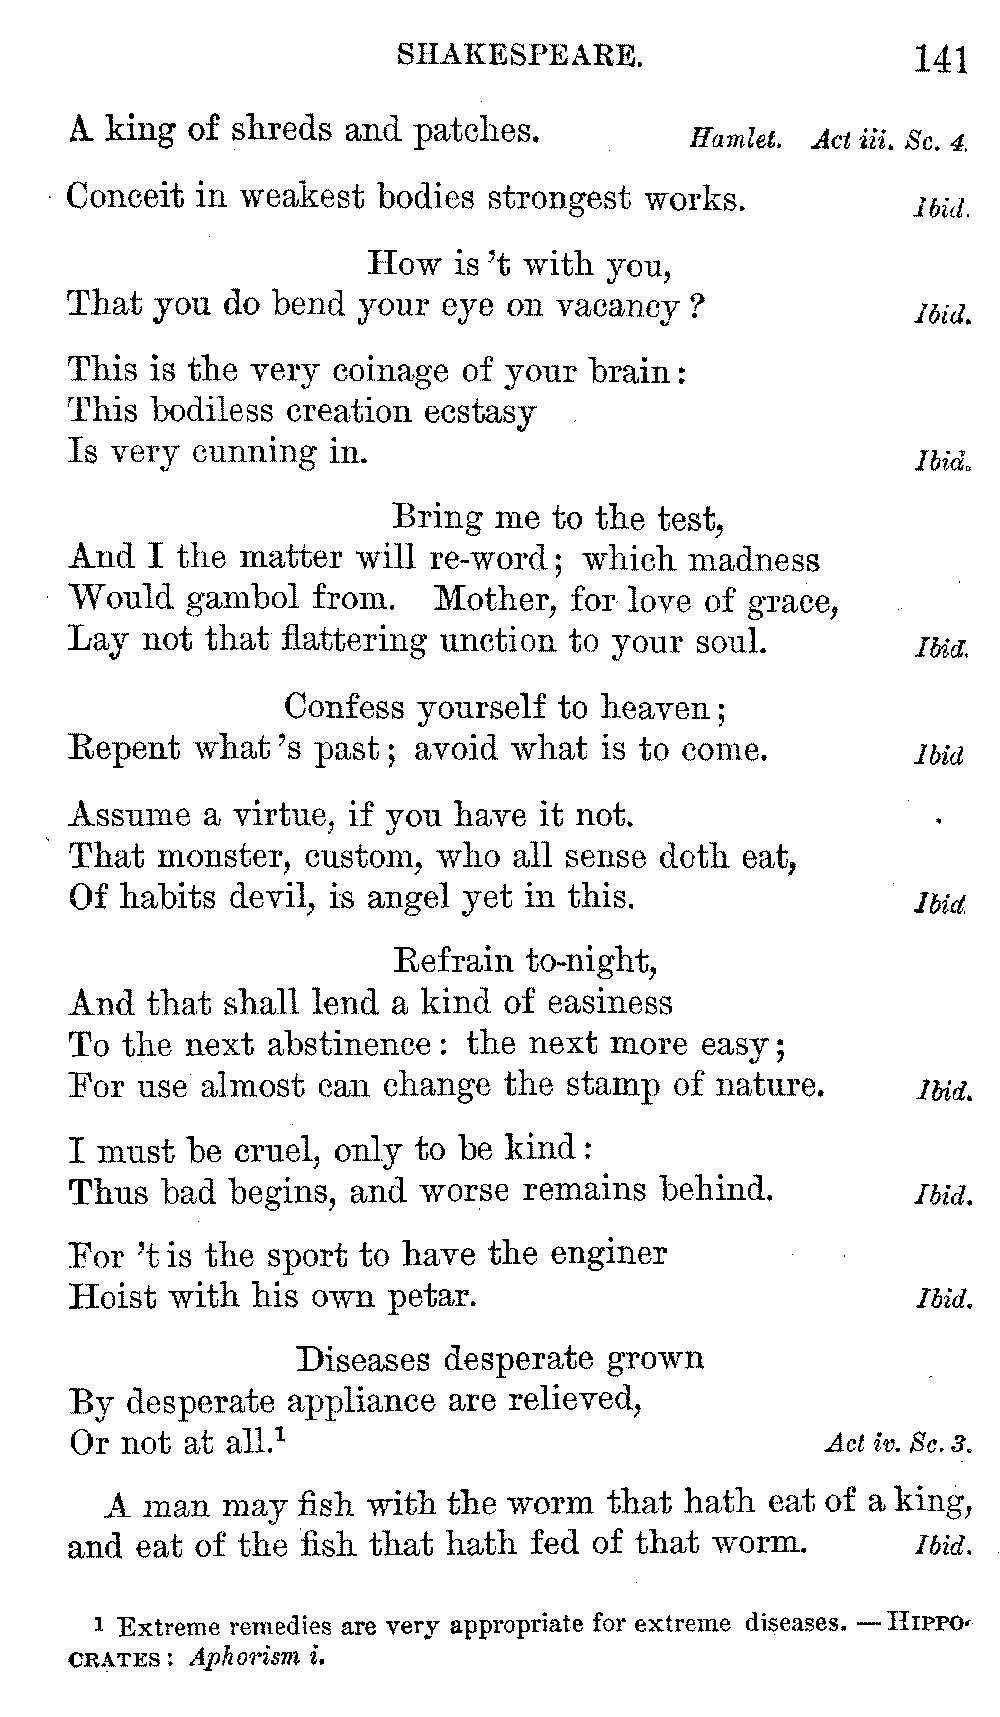 SHAKESPEARE. 141
A king of shreds and patches. Hamlet. Act iii. Sc. 4.
Conceit in weakest bodies strongest works. Ibid.
How is 't with you,
That you do bend your eye on vacancy? Ibid.
This is the very coinage of your brain:
This bodiless creation ecstasy
Is very cunning in. Ibid.
Bring me to the test,
And I the matter will re-word; which madness
Would gambol from. Mother, for love of grace,
Lay not that flattering unction to your soul. Ibid.
Confess yourself to heaven;
Repent what 's past; avoid what is to come. Ibid
Assume a virtue, if you have it not.
That monster, custom, who all sense doth eat,
Of habits devil, is angel yet in this. Ibid.
Refrain to-night,
And that shall lend a kind of easiness
To the next abstinence: the next more easy;
For use almost can change the stamp of nature. Ibid.
I must be cruel, only to be kind:
Thus bad begins, and worse remains behind. Ibid.
For 't is the sport to have the enginer
Hoist with his own petar. Ibid.
Diseases desperate grown
By desperate appliance are relieved,
Or not at all.¹ Act iv. Sc. 3.
A man may fish with the worm that hath eat of a king,
and eat of the fish that hath fed of that worm. Ibid.
1 Extreme remedies are very appropriate for extreme diseases. — HIPPO-
CRATES: Aphorism i.